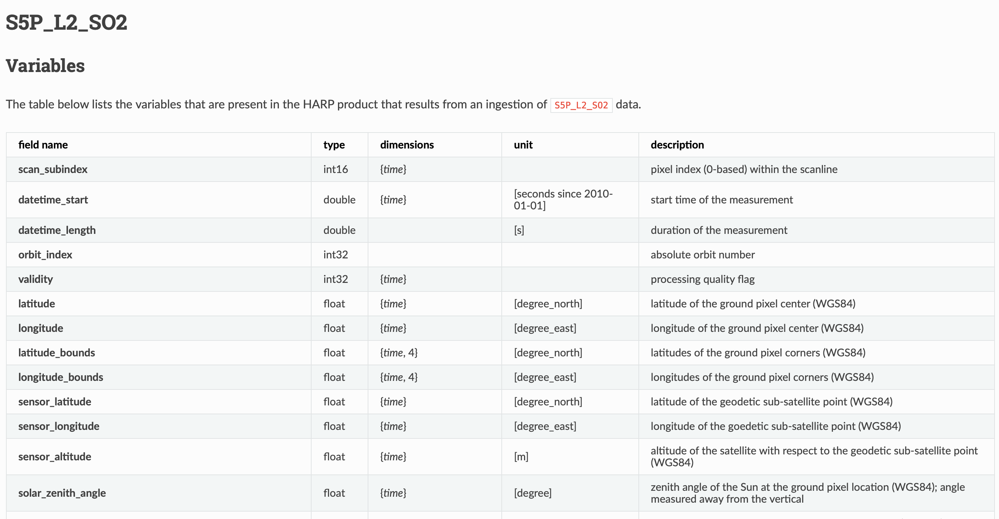 S5P_L2_SO2
Variables
The table below lists the variables that are present in the HARP product that results from an ingestion of S5P_L2_SO2 data.
field name type dimensions unit description
scan_subindex int16 {time} pixel index (0-based) within the scanline
datetime_start double {time} [seconds since 2010-
01-01] start time of the measurement
datetime_length double [s] duration of the measurement
orbit_index int32 absolute orbit number
validity int32 {time} processing quality flag
latitude float {time} [degree_north] latitude of the ground pixel center (WGS84)
longitude float {time} [degree_east] longitude of the ground pixel center (WGS84)
latitude_bounds float {time, 4} [degree_north] latitudes of the ground pixel corners (WGS84)
longitude_bounds float {time, 4} [degree_east] longitudes of the ground pixel corners (WGS84)
sensor_latitude float {time} [degree_north] latitude of the geodetic sub-satellite point (WGS84)
sensor_longitude float {time} [degree_east] longitude of the goedetic sub-satellite point (WGS84)
sensor_altitude float {time} [m] altitude of the satellite with respect to the geodetic sub-satellite point
(WGS84)
solar_zenith_angle float {time} [degree] zenith angle of the Sun at the ground pixel location (WGS84); angle
measured away from the vertical